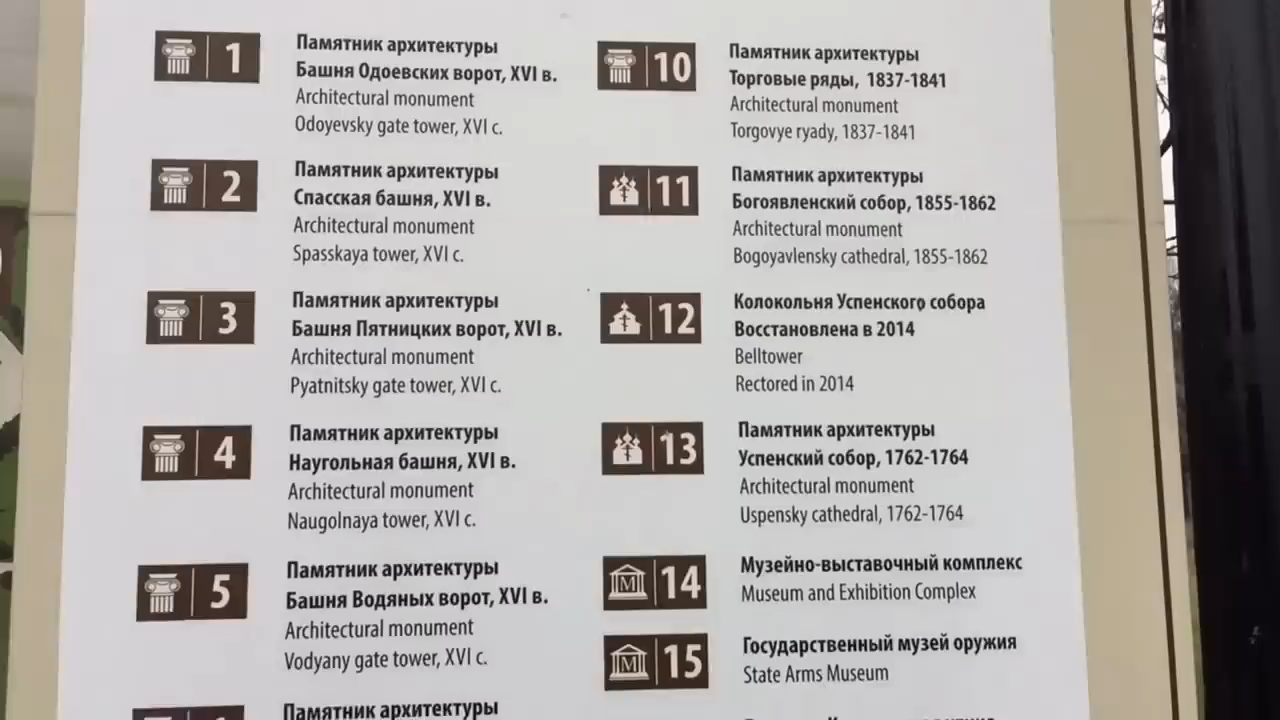 1
Памятник архитектуры
Башня Одоевских ворот, XVI в.
Architectural monument
Odoyevsky gate tower, XVI c.
2
Памятник архитектуры
Спасская башня, XVI в.
Architectural monument
Spasskaya tower, XVI c.
3
Памятник архитектуры
Башня Пятницких ворот, XVI в.
Architectural monument
Pyatnitsky gate tower, XVI c.
4
Памятник архитектуры
Наугольная башня, XVI в.
Architectural monument
Naugolnaya tower, XVI c.
5
Памятник архитектуры
Башня Водяных ворот, XVI в.
Architectural monument
Vodyany gate tower, XVI c.
Памятник архитектуры
10
Памятник архитектуры
Торговые ряды, 1837-1841
Architectural monument
Torgovye ryady, 1837-1841
11
Памятник архитектуры
Богоявленский собор, 1855-1862
Architectural monument
Bogoyavlensky cathedral, 1855-1862
12
Колокольня Успенского собора
Восстановлена в 2014
Belltower
Rectored in 2014
13
Памятник архитектуры
Успенский собор, 1762-1764
Architectural monument
Uspensky cathedral, 1762-1764
M 14
Музейно-выставочный комплекс
Museum and Exhibition Complex
M 15
Государственный музей оружия
State Arms Museum